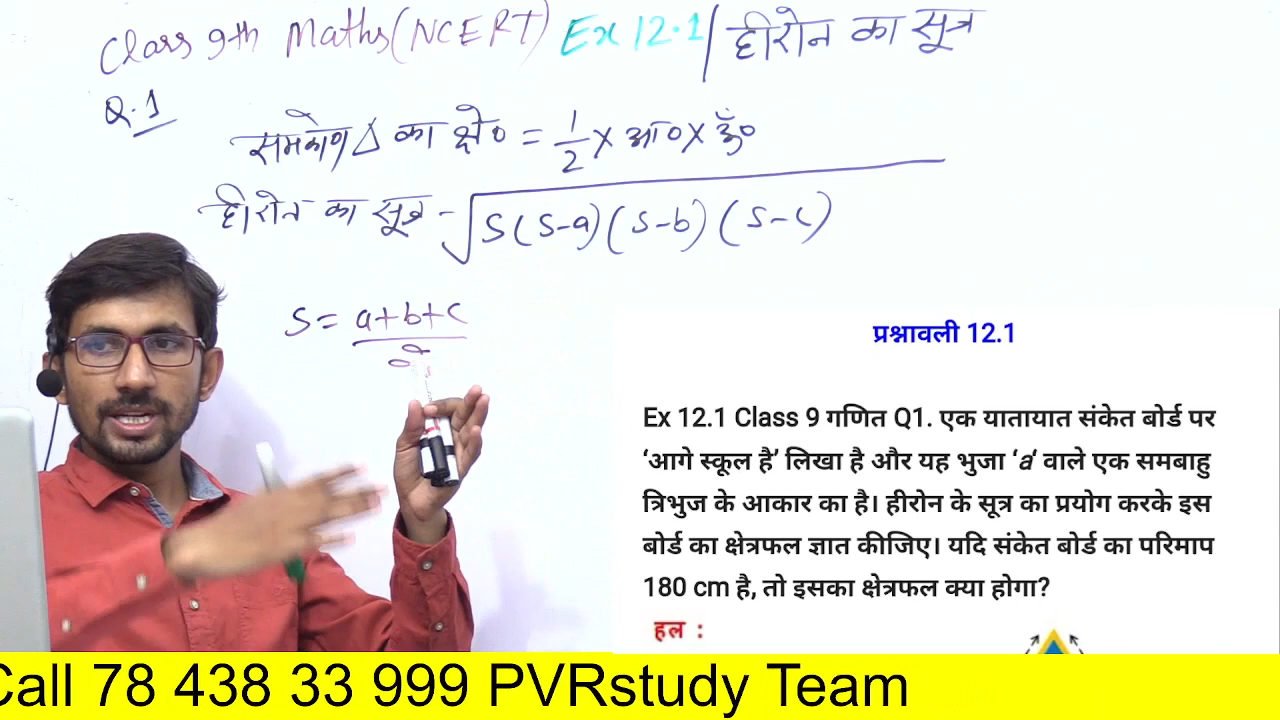 Class 9th Maths (NCERT) Ex 12.1 | हीरोन का सूत्र
Q.1
समकोण △ का क्षे० = 1/2 x आ० x ऊँ०
हीरोन का सूत्र - √S(S-a)(S-b)(S-c)
S = a+b+c/2
प्रश्नावली 12.1
Ex 12.1 Class 9 गणित Q1. एक यातायात संकेत बोर्ड पर
‘आगे स्कूल है’ लिखा है और यह भुजा ‘a‘ वाले एक समबाहु
त्रिभुज के आकार का है। हीरोन के सूत्र का प्रयोग करके इस
बोर्ड का क्षेत्रफल ज्ञात कीजिए। यदि संकेत बोर्ड का परिमाप
180 cm है, तो इसका क्षेत्रफल क्या होगा?
हल :
Call 78 438 33 999 PVRstudy Team